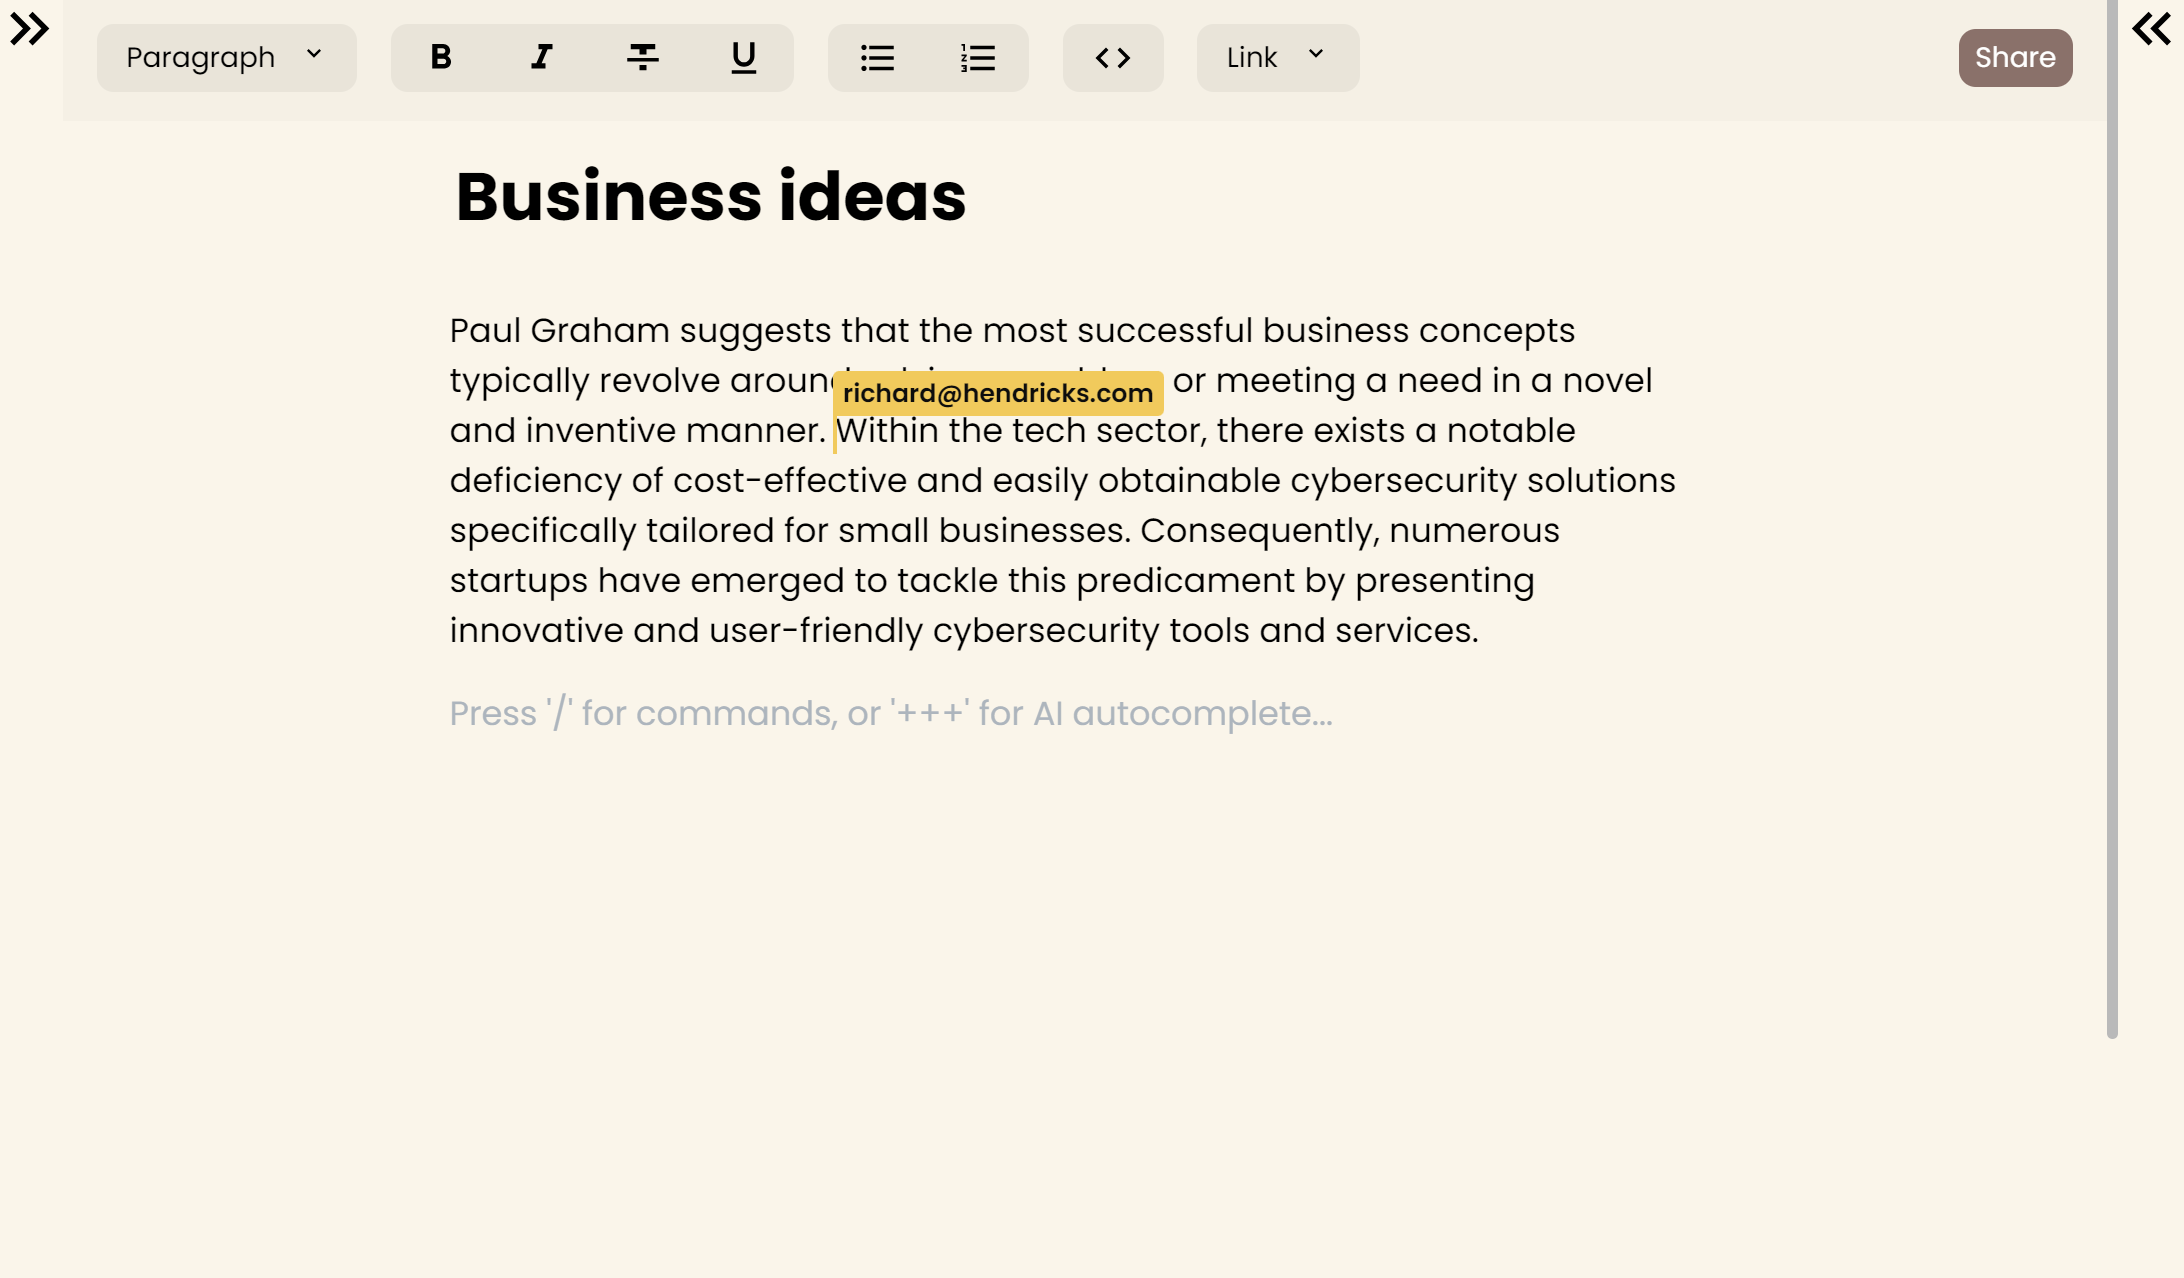 Paragraph
Link
Share
Business ideas
Paul Graham suggests that the most successful business concepts
typically revolve around or meeting a need in a novel
richard@hendricks.com
and inventive manner. Within the tech sector, there exists a notable
deficiency of cost-effective and easily obtainable cybersecurity solutions
specifically tailored for small businesses. Consequently, numerous
startups have emerged to tackle this predicament by presenting
innovative and user-friendly cybersecurity tools and services.
Press '/' for commands, or '+++' for AI autocomplete...